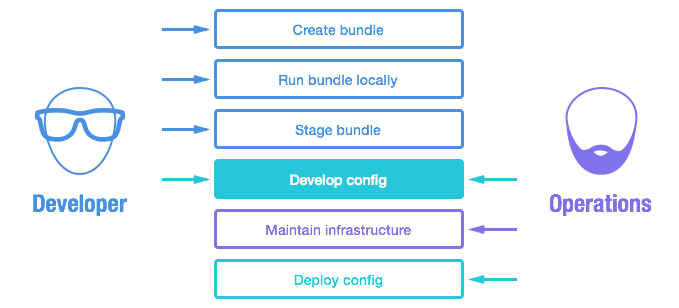 Create bundle
Run bundle locally
Stage bundle
Develop config
Developer
Operations
Maintain infrastructure
Deploy config